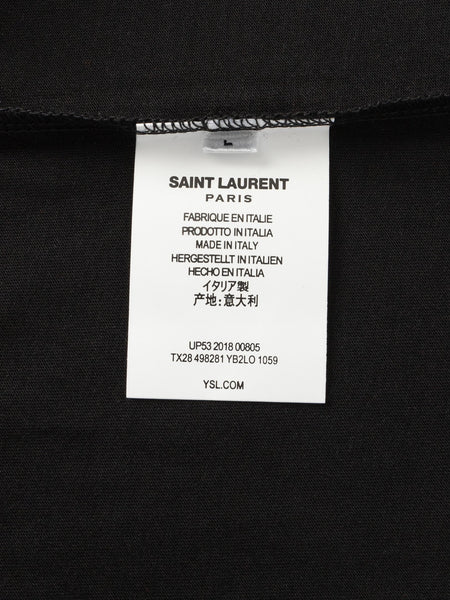 L
SAINT LAURENT
PARIS
FABRIQUE EN ITALIE
PRODOTTO IN ITALIA
MADE IN ITALY
HERGESTELLT IN ITALIEN
HECHO EN ITALIA
イタリア製
产地：意大利
UP53 2018 00805
TX28 498281 YB2LO 1059
YSL.COM